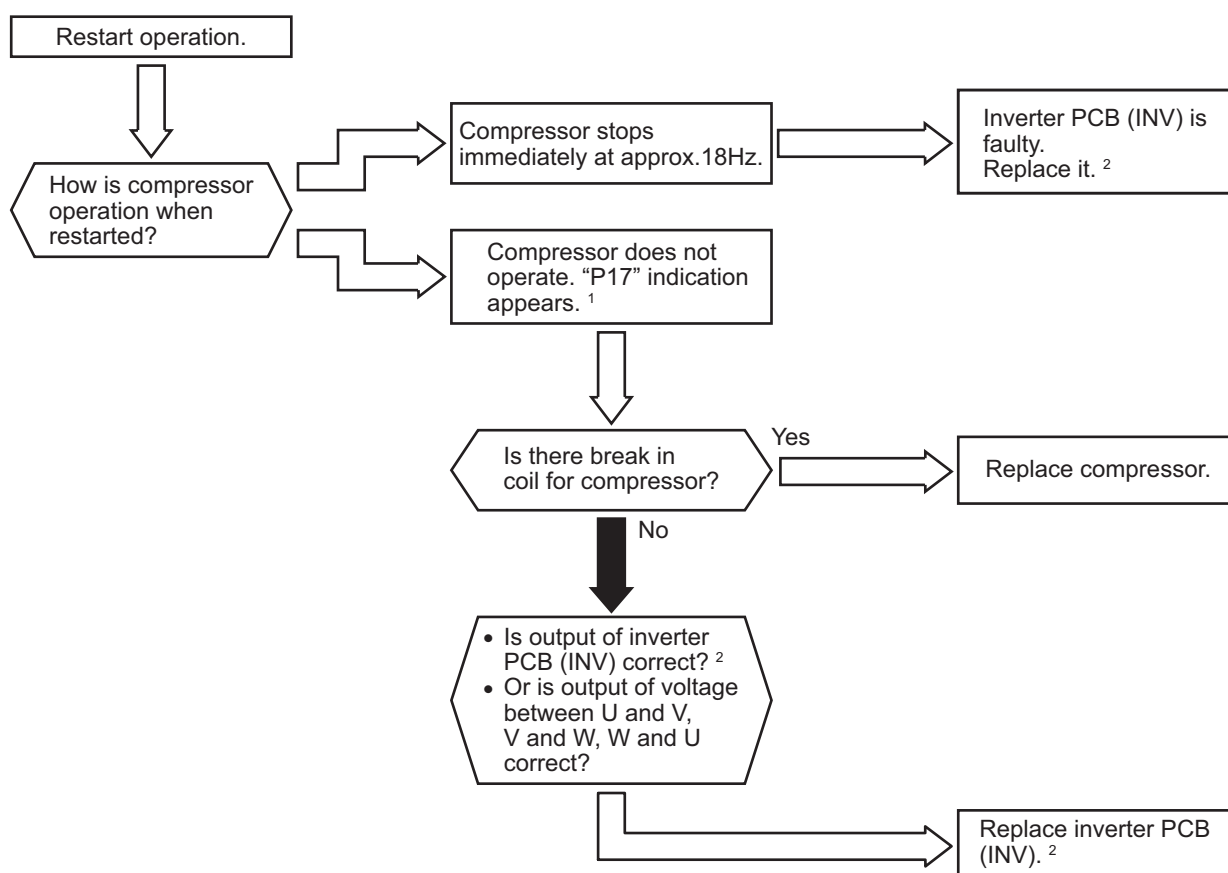 Restart operation.
How is compressor
operation when
restarted?
Compressor stops
immediately at approx.18Hz.
Inverter PCB (INV) is
faulty.
Replace it. 2
Compressor does not
operate. “P17” indication
appears. 1
Is there break in
coil for compressor?
Yes
Replace compressor.
No
• Is output of inverter
PCB (INV) correct? 2
• Or is output of voltage
between U and V,
V and W, W and U
correct?
Replace inverter PCB
(INV). 2